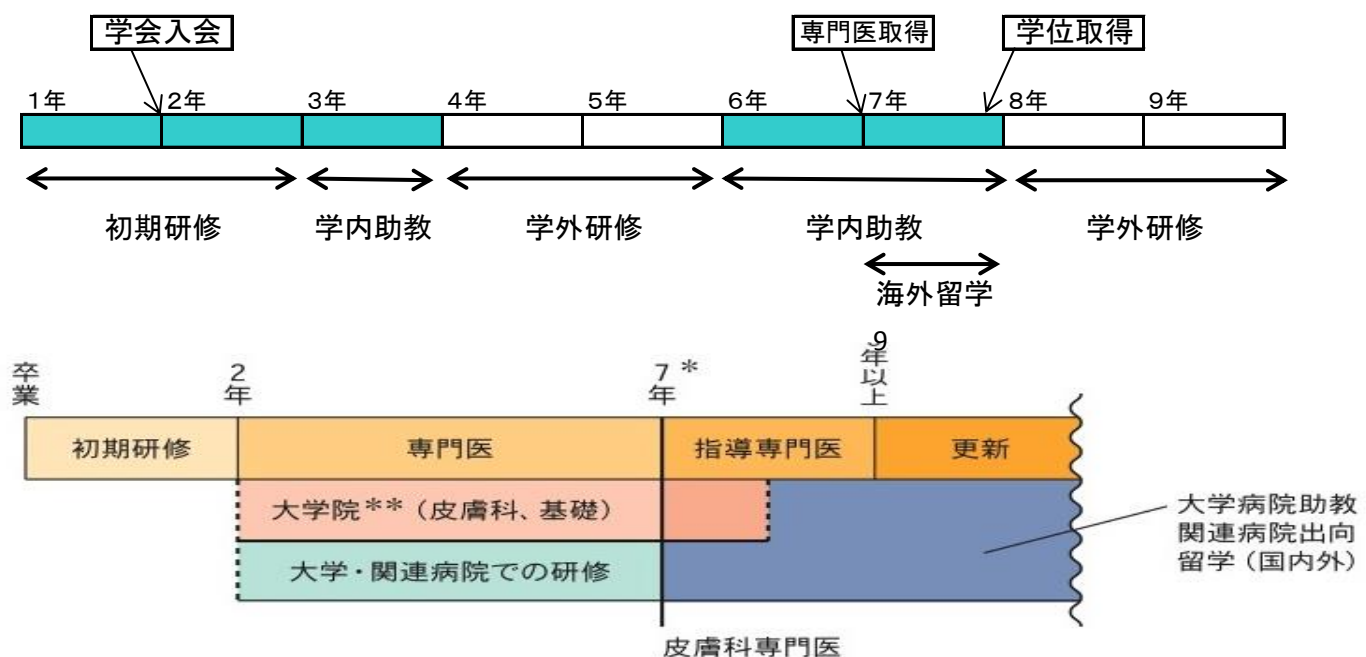 学会入会
専門医取得
学位取得
1年
2年
3年
4年
5年
6年
7年
8年
9年
初期研修
学内助教
学外研修
学内助教
学外研修
海外留学
卒業
2年
7年*
9年以上
初期研修
専門医
指導専門医
更新
大学院**（皮膚科、基礎）
大学・関連病院での研修
大学病院助教
関連病院出向
留学（国内外）
皮膚科専門医